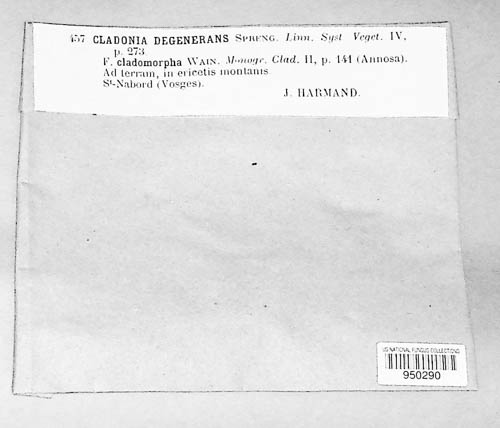 457 CLADONIA DEGENERANS SPRENG. Linn. Syst Veget. IV,
p. 273
F. cladomorpha WAIN. Monogr. Clad. II, p. 141 (Annosa).
Ad terram, in ericetis montanis
St-Nabord (Vosges).
J. HARMAND.
US NATIONAL FUNGUS COLLECTIONS
950290